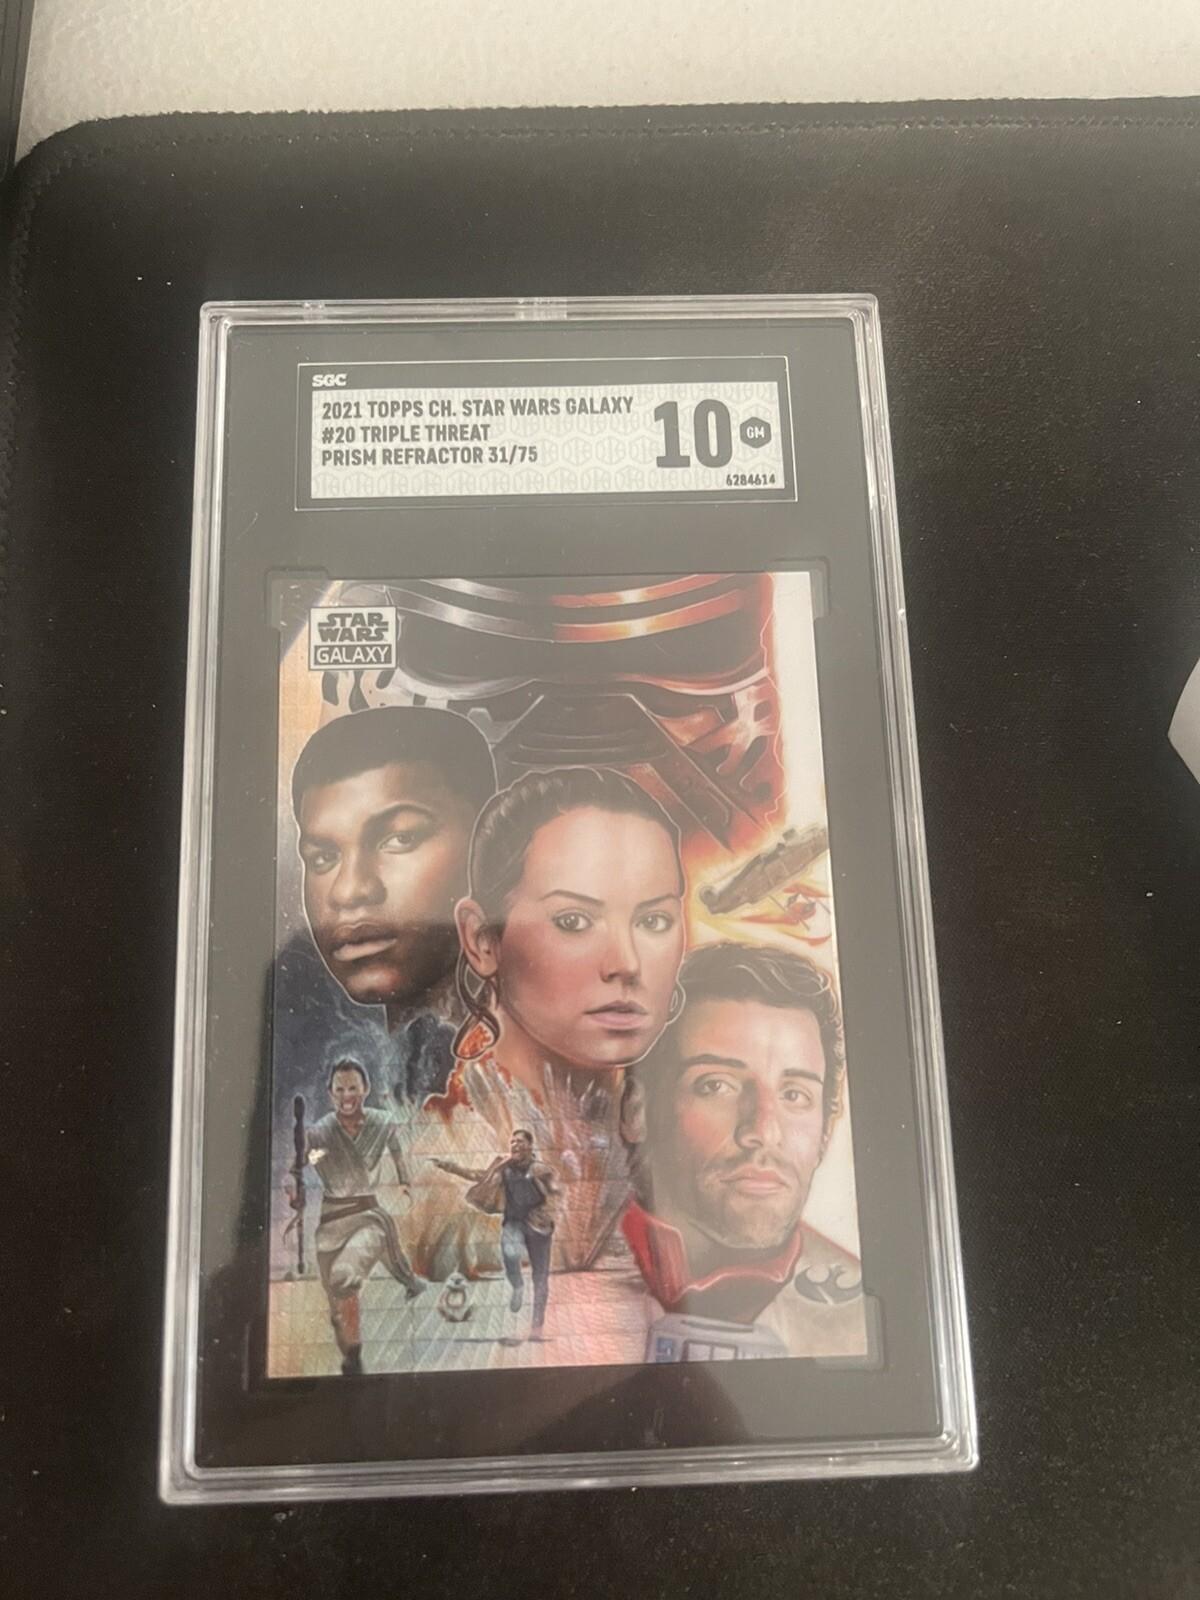 SGC
2021 TOPPS CH. STAR WARS GALAXY
#20 TRIPLE THREAT
PRISM REFRACTOR 31/75
10 GM
6284614
STAR
WARS
GALAXY